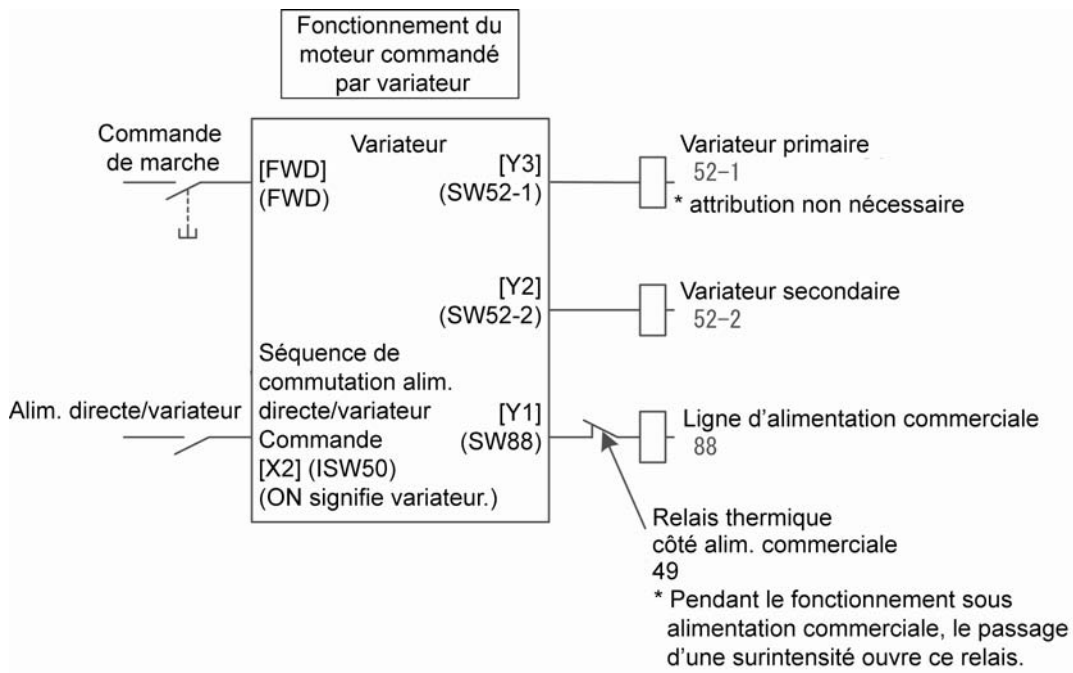 Fonctionnement du
moteur commandé
par variateur
Commande
de marche
Variateur
[FWD]
(FWD)
[Y3]
(SW52-1)
Variateur primaire
52-1
* attribution non nécessaire
[Y2]
(SW52-2)
Variateur secondaire
52-2
Alim. directe/variateur
Séquence de
commutation alim.
directe/variateur
Commande
[X2] (ISW50)
(ON signifie variateur.)
[Y1]
(SW88)
Ligne d’alimentation commerciale
88
Relais thermique
côté alim. commerciale
49
* Pendant le fonctionnement sous
alimentation commerciale, le passage
d’une surintensité ouvre ce relais.